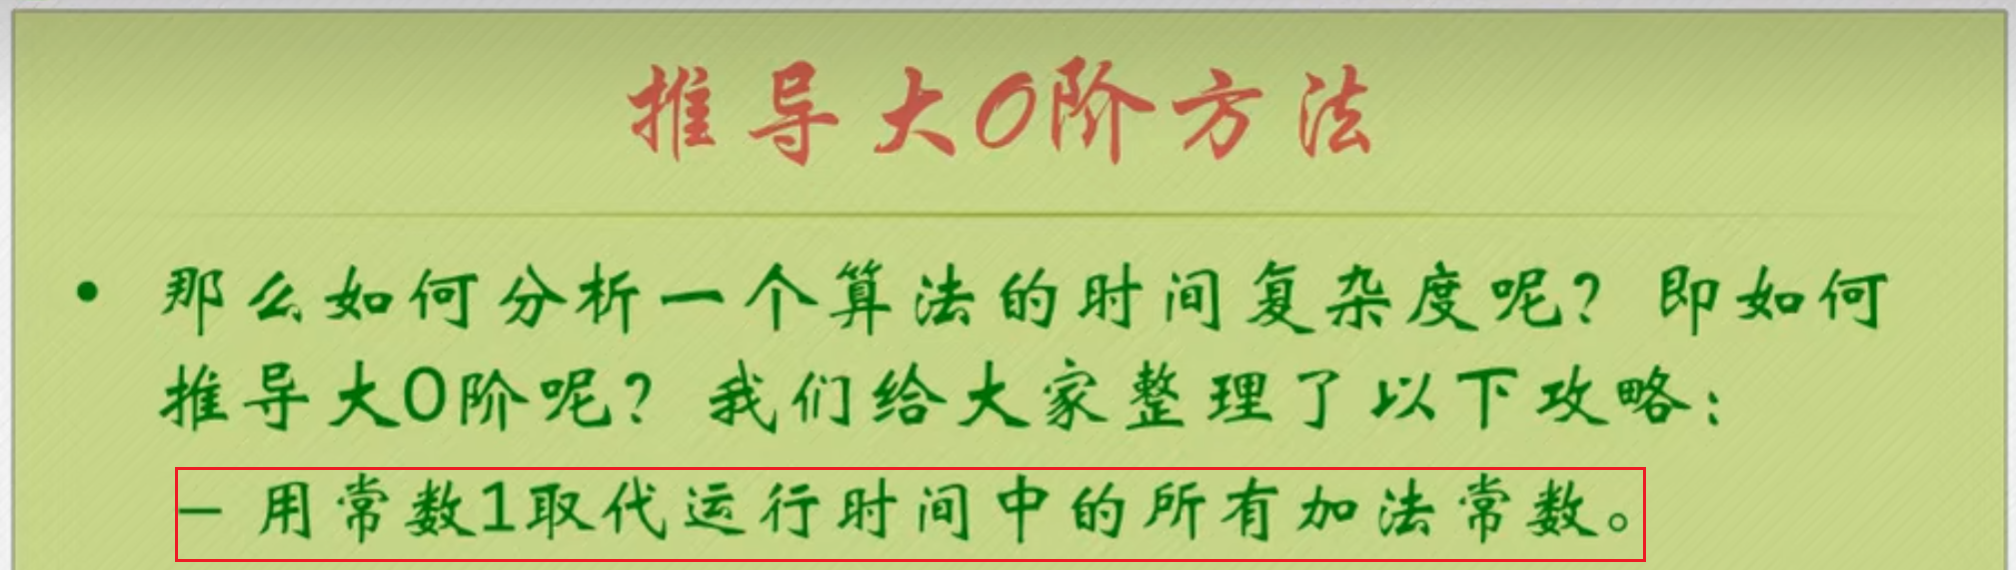 推导大O阶方法
• 那么如何分析一个算法的时间复杂度呢？即如何
推导大O阶呢？我们给大家整理了以下攻略：
– 用常数1取代运行时间中的所有加法常数。